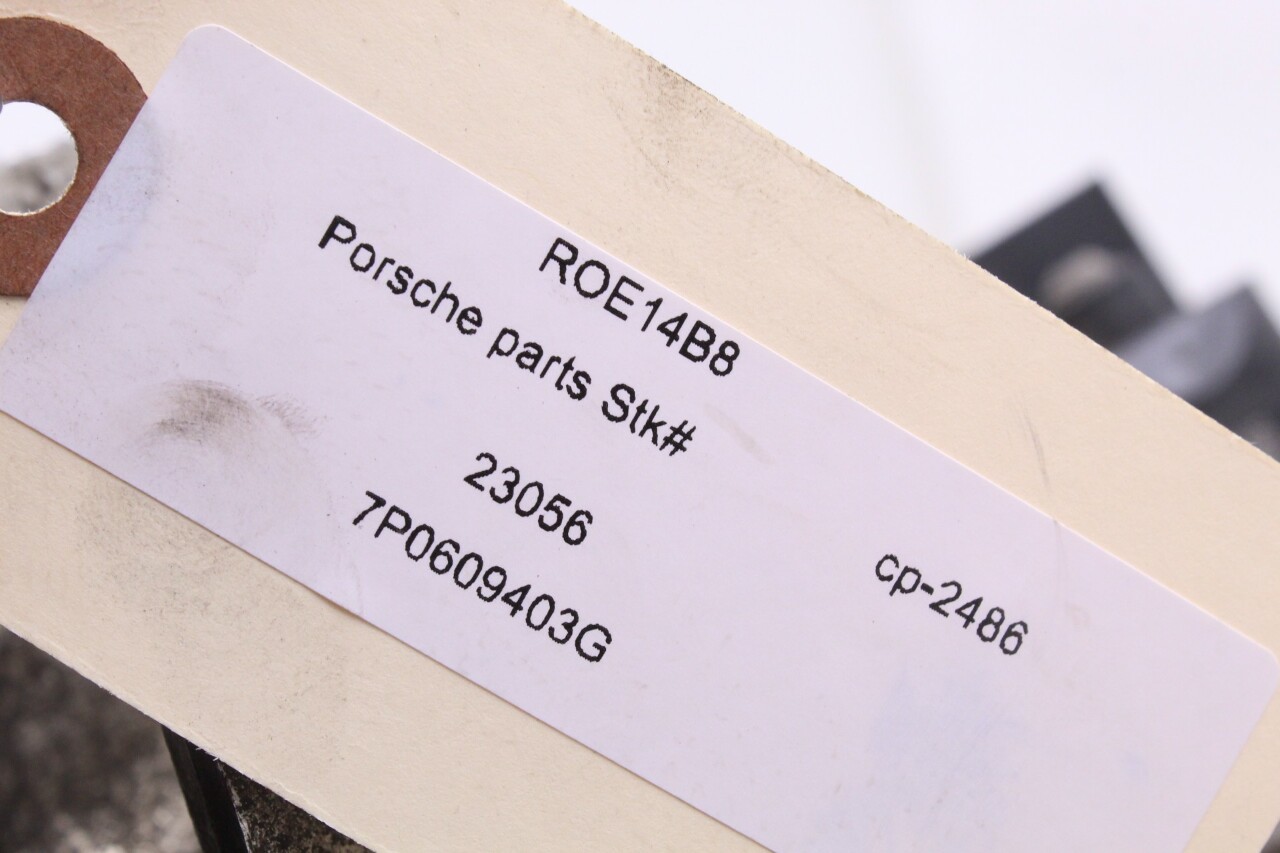 ROE14B8
Porsche parts Stk#
23056
7P0609403G
cp-2486